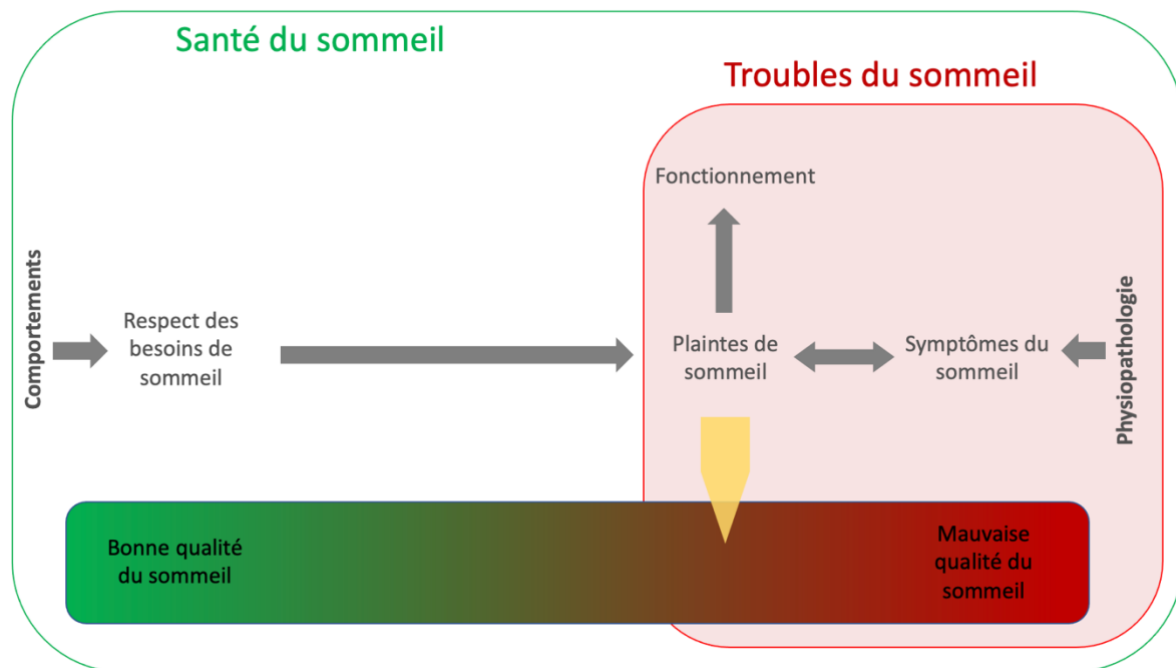 Santé du sommeil
Troubles du sommeil
Fonctionnement
Comportements
Respect des
besoins de
sommeil
Plaintes de
sommeil
Symptômes du
sommeil
Physiopathologie
Bonne qualité
du sommeil
Mauvaise
qualité du
sommeil